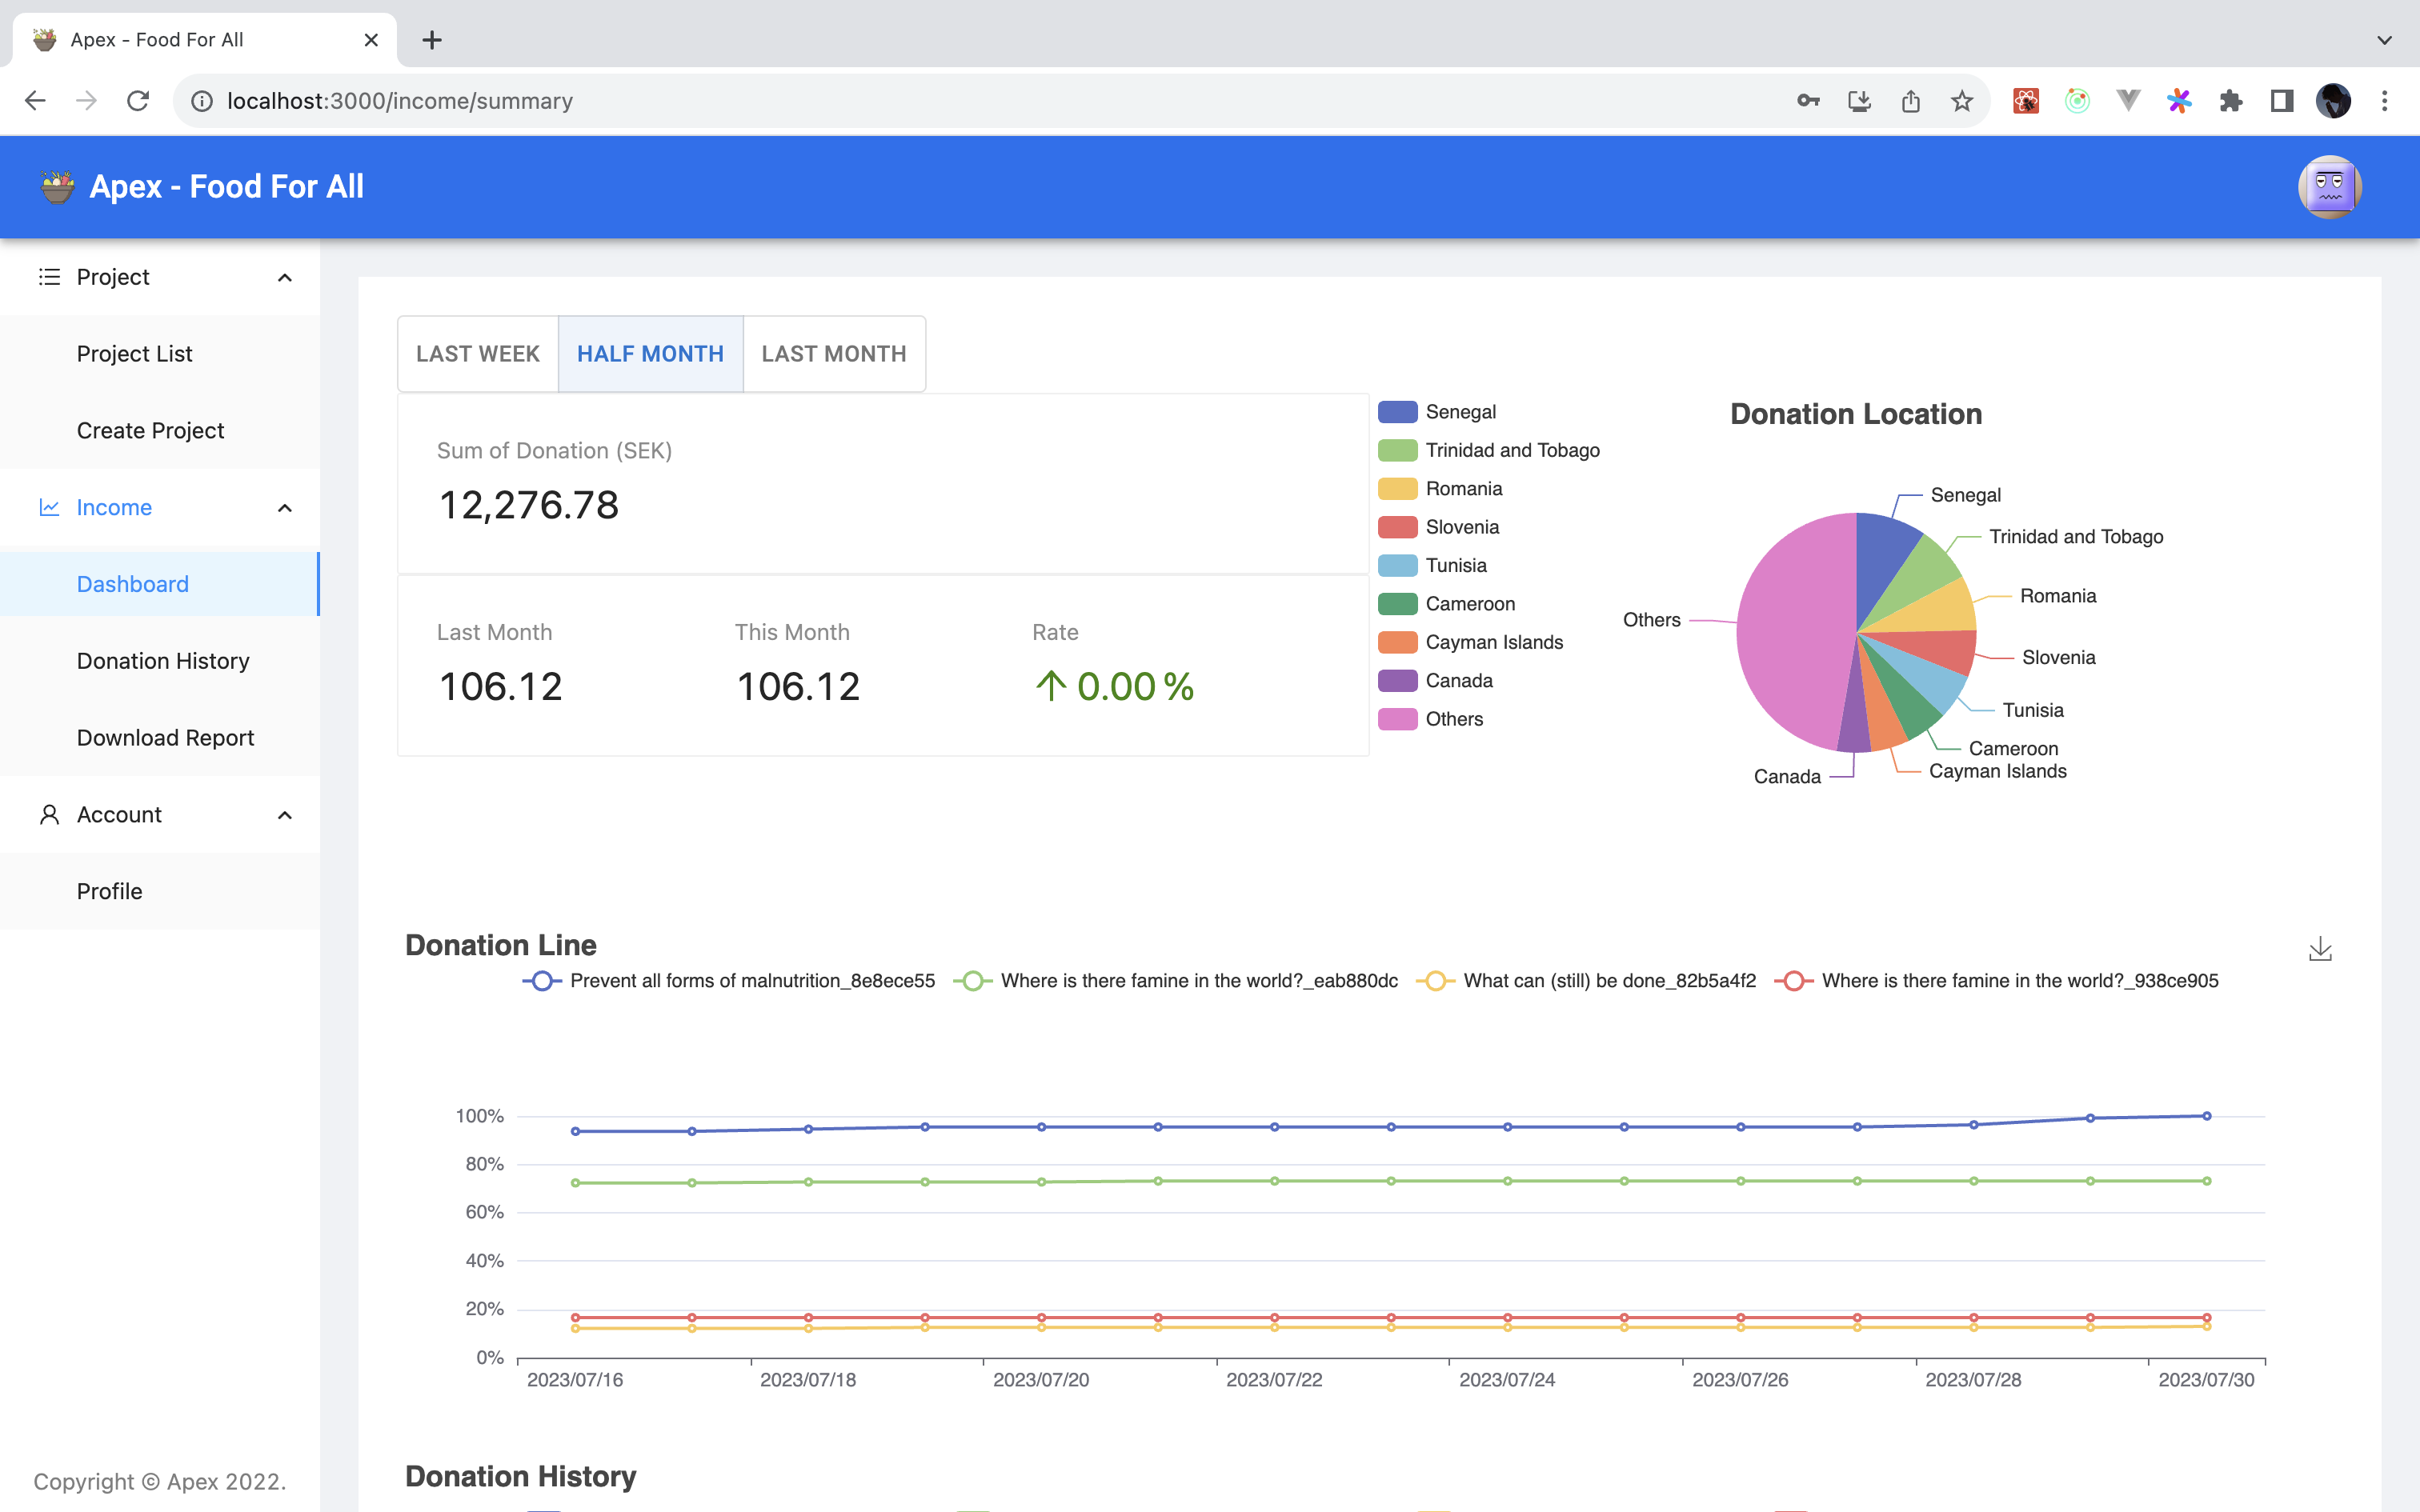 Apex - Food For All
localhost:3000/income/summary
Apex - Food For All
Project
Project List
Create Project
Income
Dashboard
Donation History
Download Report
Account
Profile
Copyright © Apex 2022.
LAST WEEK
HALF MONTH
LAST MONTH
Sum of Donation (SEK)
12,276.78
Last Month
106.12
This Month
106.12
Rate
0.00 %
Senegal
Trinidad and Tobago
Romania
Slovenia
Tunisia
Cameroon
Cayman Islands
Canada
Others
Donation Location
Senegal
Trinidad and Tobago
Romania
Others
Slovenia
Tunisia
Cameroon
Cayman Islands
Canada
Donation Line
Prevent all forms of malnutrition_8e8ece55
Where is there famine in the world?_eab880dc
What can (still) be done_82b5a4f2
Where is there famine in the world?_938ce905
100%
80%
60%
40%
20%
0%
2023/07/16
2023/07/18
2023/07/20
2023/07/22
2023/07/24
2023/07/26
2023/07/28
2023/07/30
Donation History